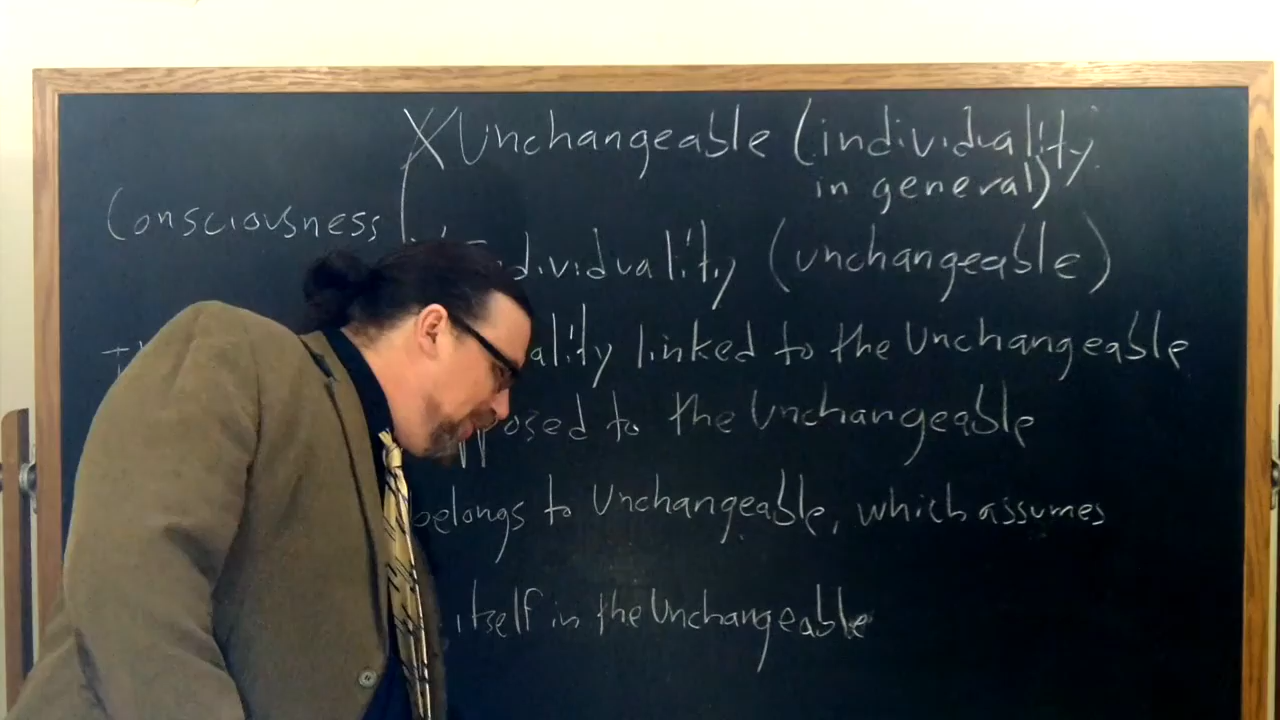 X Unchangeable (individuality
in general)
Consciousness
dividuality (unchangeable)
ality linked to the Unchangeable
posed to the Unchangeable
belongs to Unchangeable, which assumes
itself in the Unchangeable